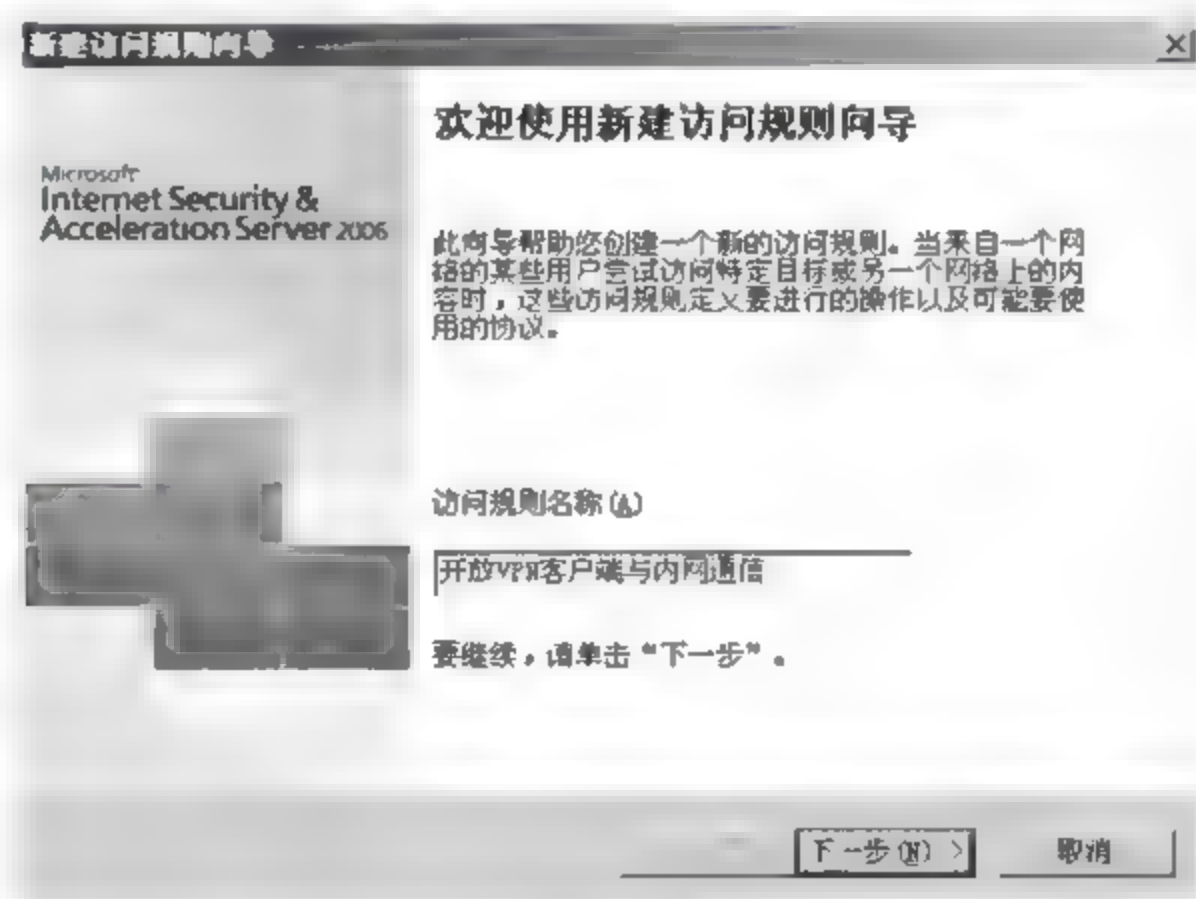 新建访问规则向导
欢迎使用新建访问规则向导
Microsoft
Internet Security &
Acceleration Server 2006
此向导帮助您创建一个新的访问规则。当来自一个网
络的某些用户尝试访问特定目标或另一个网络上的内
容时，这些访问规则定义要进行的操作以及可能要使
用的协议。
访问规则名称(A)
开放VPN客户端与内网通信
要继续，请单击“下一步”。
下一步(N) >
取消